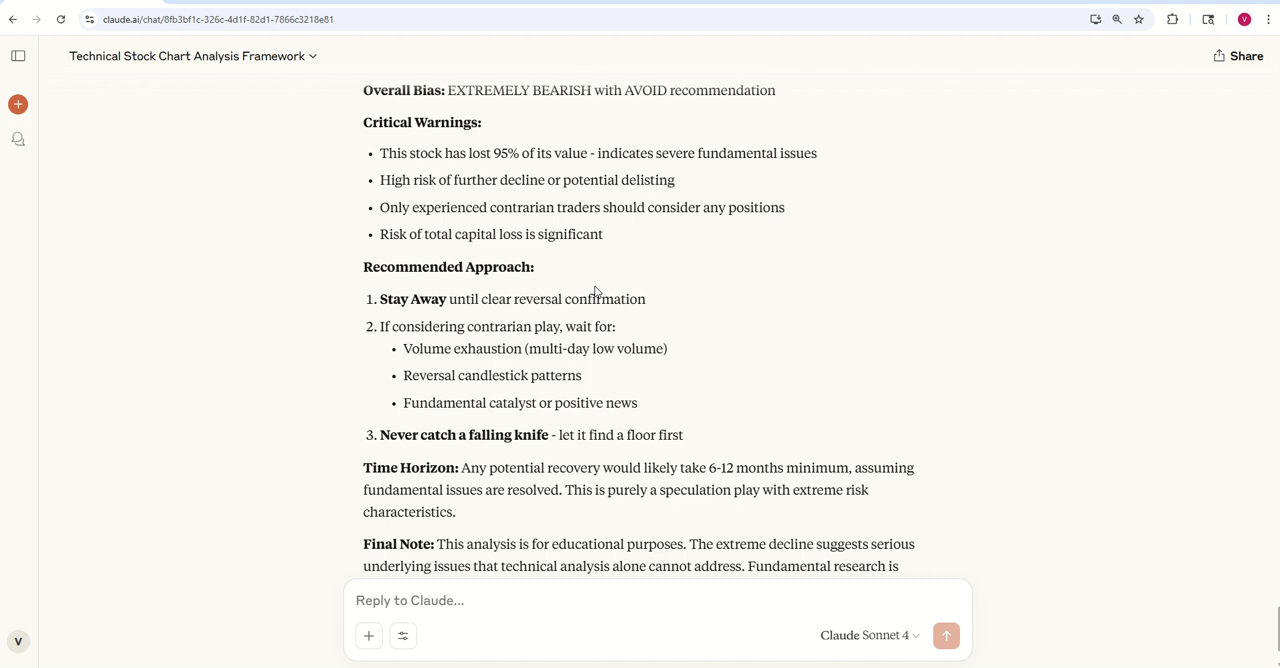 claude.ai/chat/8fb3bf1c-326c-4d1f-82d1-7866c3218e81
V
Technical Stock Chart Analysis Framework
Share
Overall Bias: EXTREMELY BEARISH with AVOID recommendation
Critical Warnings:
• This stock has lost 95% of its value - indicates severe fundamental issues
• High risk of further decline or potential delisting
• Only experienced contrarian traders should consider any positions
• Risk of total capital loss is significant
Recommended Approach:
1. Stay Away until clear reversal confirmation
2. If considering contrarian play, wait for:
• Volume exhaustion (multi-day low volume)
• Reversal candlestick patterns
• Fundamental catalyst or positive news
3. Never catch a falling knife - let it find a floor first
Time Horizon: Any potential recovery would likely take 6-12 months minimum, assuming
fundamental issues are resolved. This is purely a speculation play with extreme risk
characteristics.
Final Note: This analysis is for educational purposes. The extreme decline suggests serious
underlying issues that technical analysis alone cannot address. Fundamental research is
Reply to Claude...
Claude Sonnet 4
V